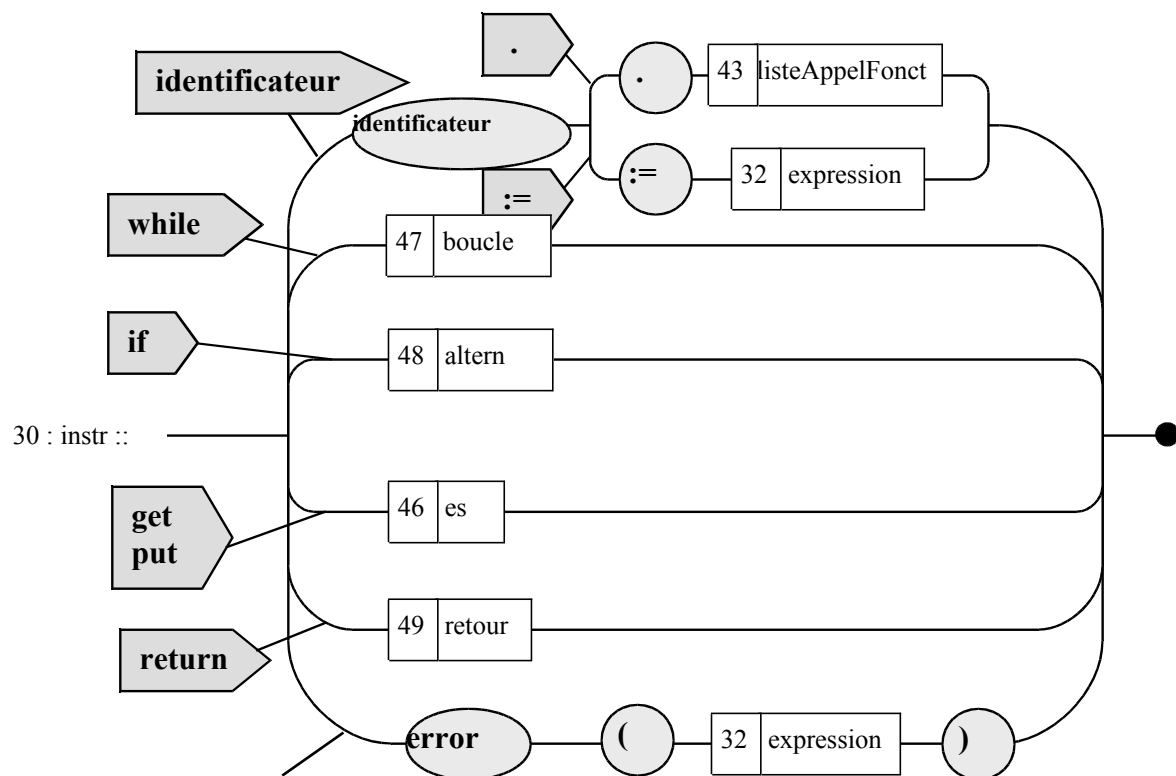 .
identificateur
. 43 listeAppelFonct
identificateur
:= 32 expression
:=
while
47 boucle
if
48 altern
30 : instr ::
get
put
46 es
return
49 retour
error ( 32 expression )